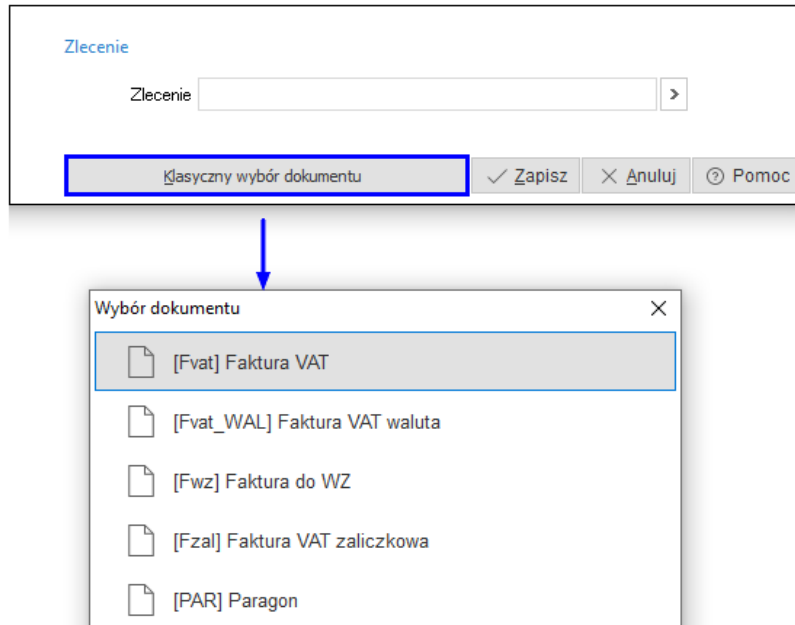 Zlecenie
Zlecenie
Klasyczny wybór dokumentu Zapisz Anuluj Pomoc
Wybór dokumentu
[Fvat] Faktura VAT
[Fvat_WAL] Faktura VAT waluta
[Fwz] Faktura do WZ
[Fzal] Faktura VAT zaliczkowa
[PAR] Paragon